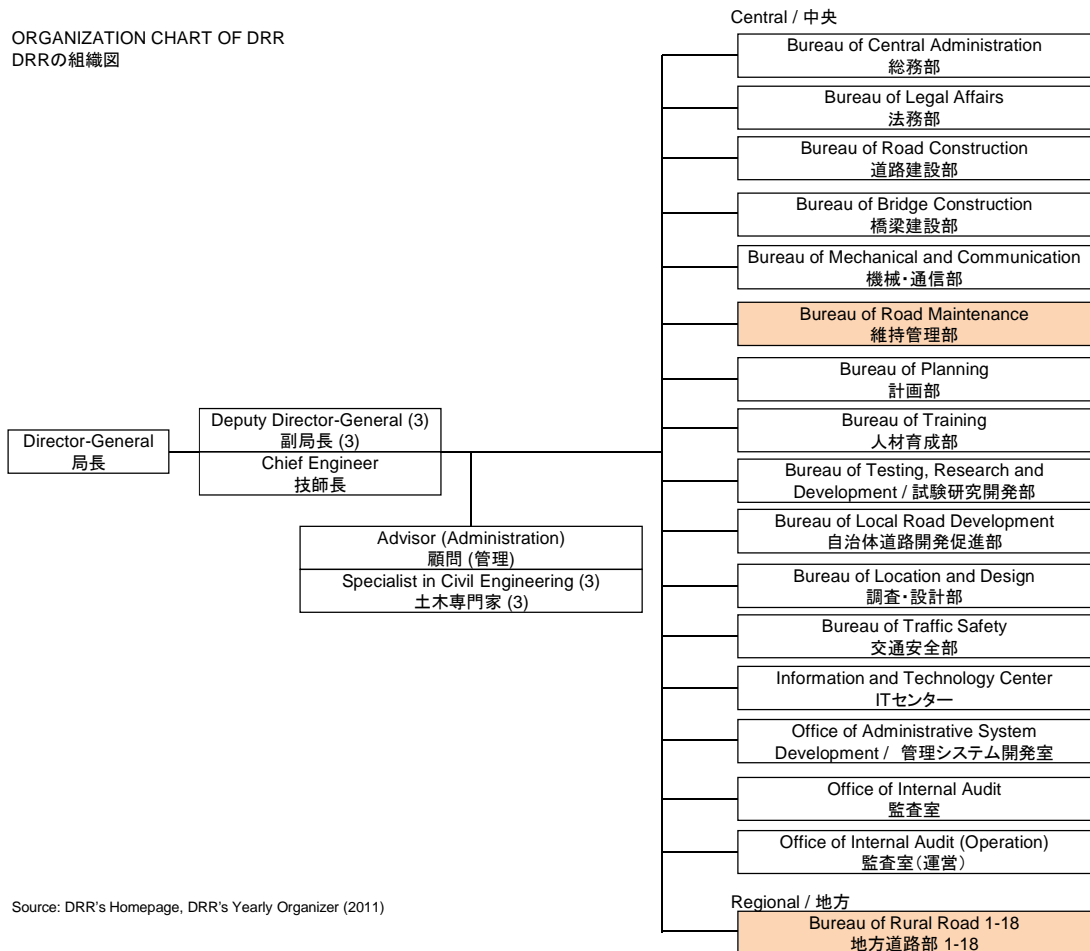 ORGANIZATION CHART OF DRR
DRRの組織図
Central / 中央
Bureau of Central Administration
総務部
Bureau of Legal Affairs
法務部
Bureau of Road Construction
道路建設部
Bureau of Bridge Construction
橋梁建設部
Bureau of Mechanical and Communication
機械・通信部
Bureau of Road Maintenance
維持管理部
Bureau of Planning
計画部
Bureau of Training
人材育成部
Bureau of Testing, Research and
Development / 試験研究開発部
Bureau of Local Road Development
自治体道路開発促進部
Bureau of Location and Design
調査・設計部
Bureau of Traffic Safety
交通安全部
Information and Technology Center
ITセンター
Office of Administrative System
Development / 管理システム開発室
Office of Internal Audit
監査室
Office of Internal Audit (Operation)
監査室(運営)
Regional / 地方
Bureau of Rural Road 1-18
地方道路部 1-18
Director-General
局長
Deputy Director-General (3)
副局長 (3)
Chief Engineer
技師長
Advisor (Administration)
顧問 (管理)
Specialist in Civil Engineering (3)
土木専門家 (3)
Source: DRR's Homepage, DRR's Yearly Organizer (2011)